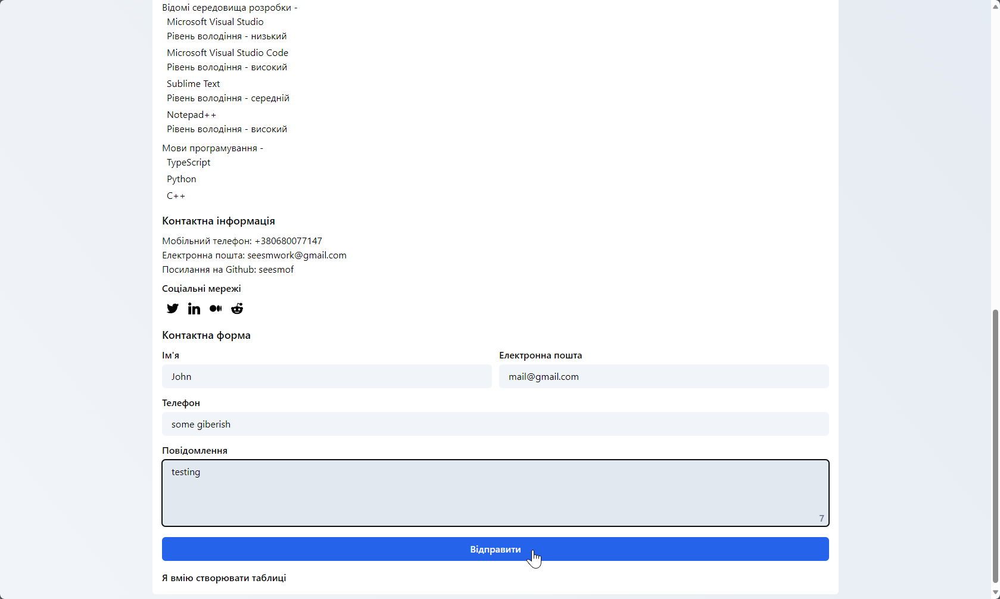 Відомі середовища розробки -
Microsoft Visual Studio
Рівень володіння - низький
Microsoft Visual Studio Code
Рівень володіння - високий
Sublime Text
Рівень володіння - середній
Notepad++
Рівень володіння - високий
Мови програмування -
TypeScript
Python
C++
Контактна інформація
Мобільний телефон: +380680077147
Електронна пошта: seesmwork@gmail.com
Посилання на Github: seesmof
Соціальні мережі
in
Контактна форма
Ім'я
Електронна пошта
John
mail@gmail.com
Телефон
some giberish
Повідомлення
testing
7
Відправити
Я вмію створювати таблиці